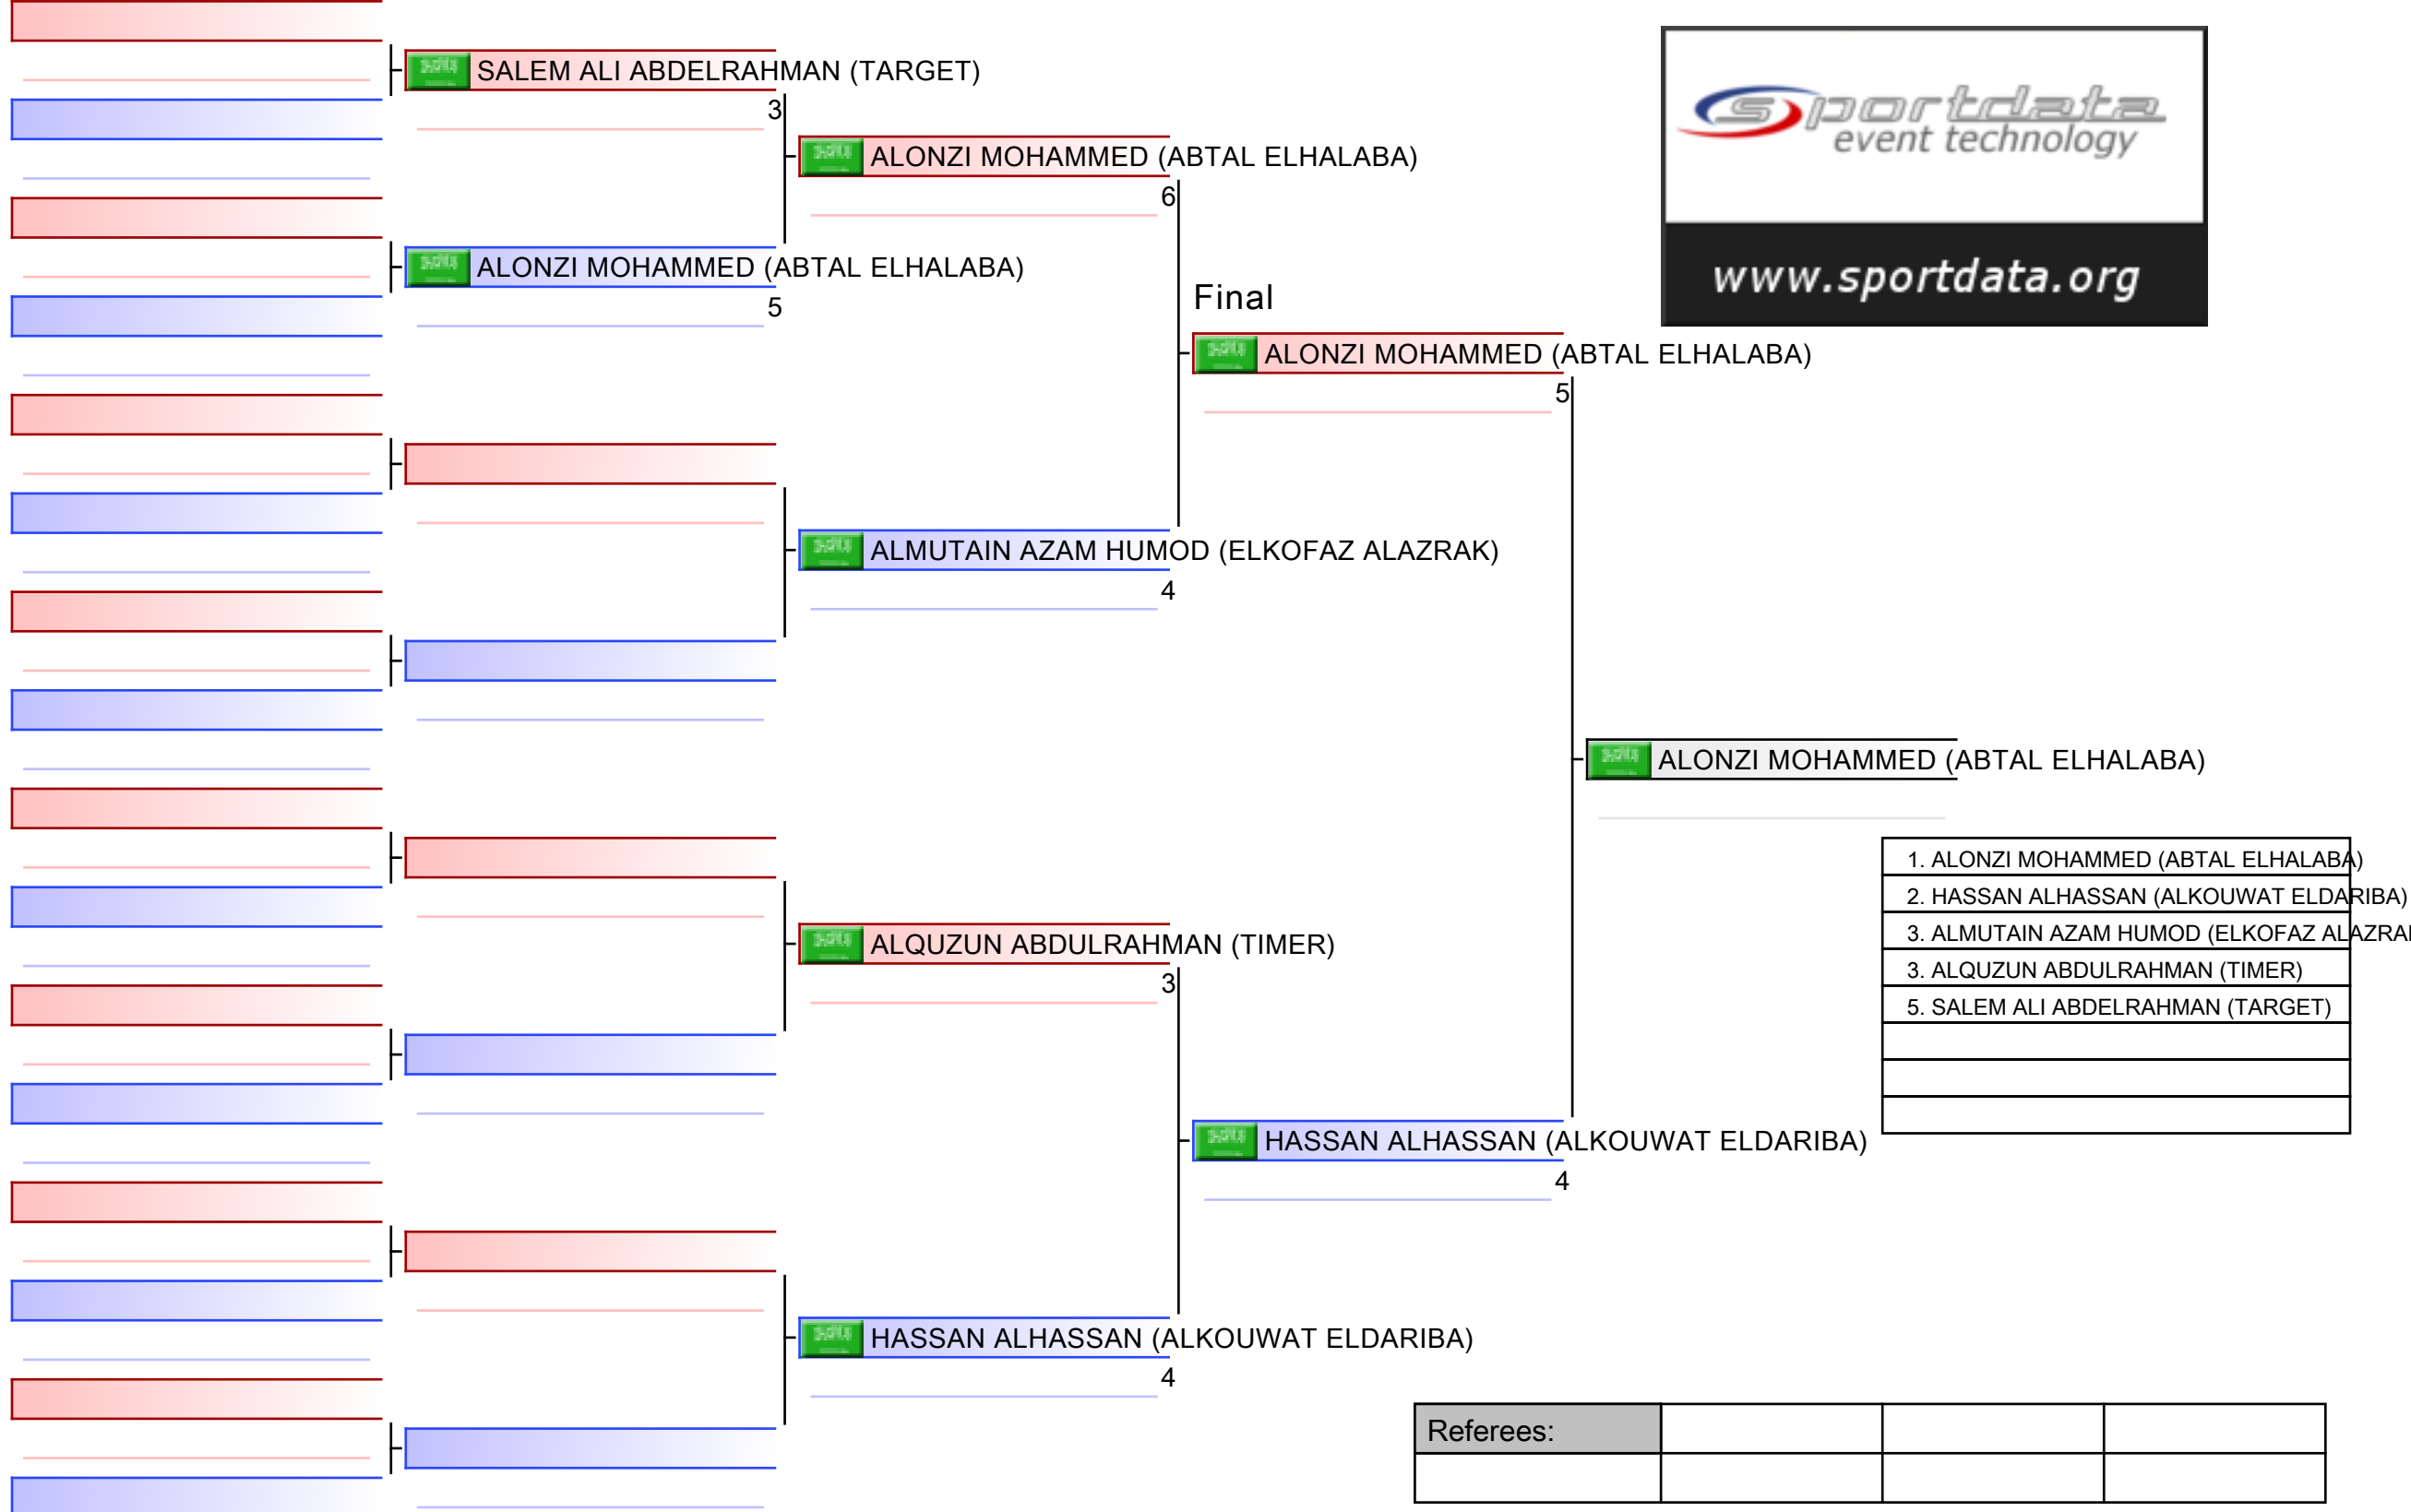 SALEM ALI ABDELRAHMAN (TARGET)
3
ALONZI MOHAMMED (ABTAL ELHALABA)
6
ALONZI MOHAMMED (ABTAL ELHALABA)
5
sportdata
event technology
www.sportdata.org
Final
ALONZI MOHAMMED (ABTAL ELHALABA)
5
ALMUTAIN AZAM HUMOD (ELKOFAZ ALAZRAK)
4
ALONZI MOHAMMED (ABTAL ELHALABA)
1. ALONZI MOHAMMED (ABTAL ELHALABA)
2. HASSAN ALHASSAN (ALKOUWAT ELDARIBA)
3. ALMUTAIN AZAM HUMOD (ELKOFAZ ALAZRA
3. ALQUZUN ABDULRAHMAN (TIMER)
5. SALEM ALI ABDELRAHMAN (TARGET)
ALQUZUN ABDULRAHMAN (TIMER)
3
HASSAN ALHASSAN (ALKOUWAT ELDARIBA)
4
HASSAN ALHASSAN (ALKOUWAT ELDARIBA)
4
Referees: